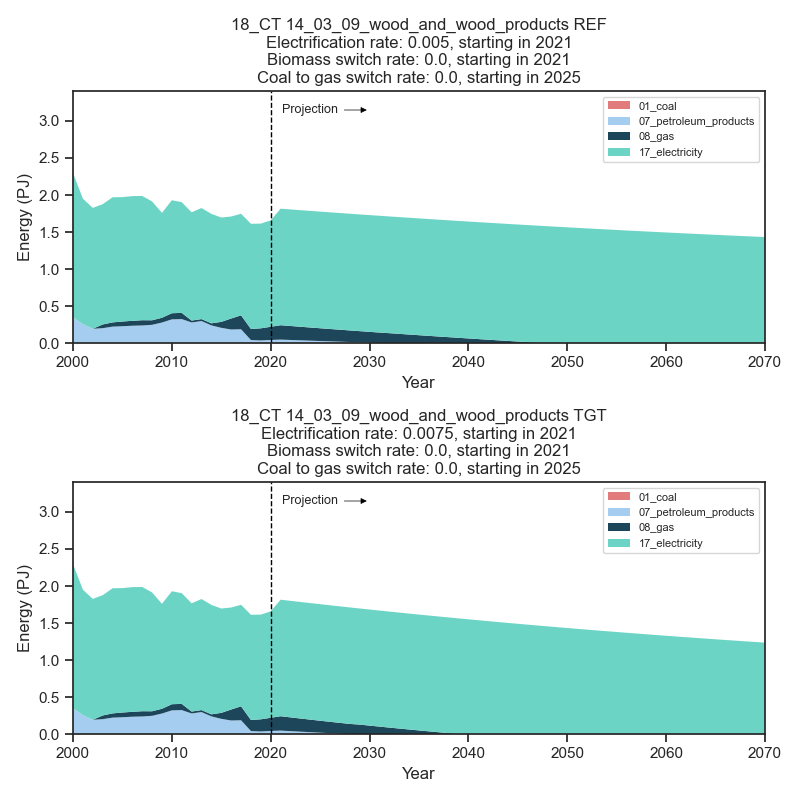 18_CT 14_03_09_wood_and_wood_products REF
Electrification rate: 0.005, starting in 2021
Biomass switch rate: 0.0, starting in 2021
Coal to gas switch rate: 0.0, starting in 2025
Projection
01_coal
07_petroleum_products
08_gas
17_electricity
3.0
2.5
2.0
1.5
1.0
0.5
0.0
Energy (PJ)
2000 2010 2020 2030 2040 2050 2060 2070
Year
18_CT 14_03_09_wood_and_wood_products TGT
Electrification rate: 0.0075, starting in 2021
Biomass switch rate: 0.0, starting in 2021
Coal to gas switch rate: 0.0, starting in 2025
Projection
01_coal
07_petroleum_products
08_gas
17_electricity
3.0
2.5
2.0
1.5
1.0
0.5
0.0
Energy (PJ)
2000 2010 2020 2030 2040 2050 2060 2070
Year